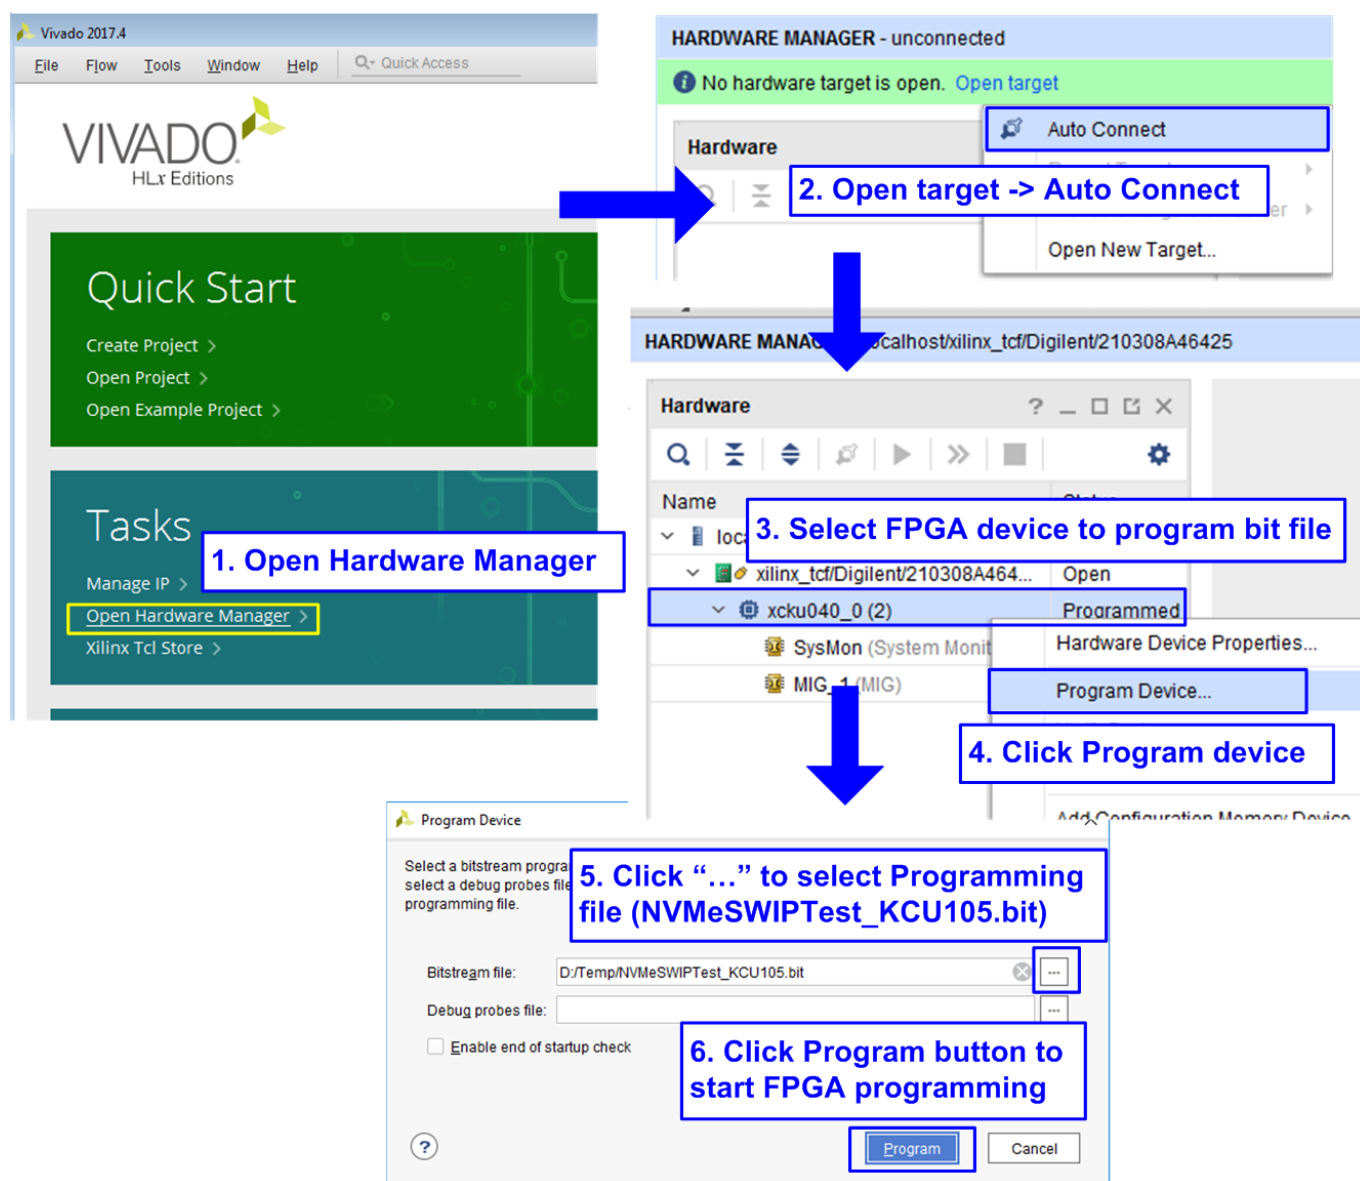 Vivado 2017.4
File Flow Tools Window Help Quick Access
VIVADO
HLx Editions
Quick Start
Create Project >
Open Project >
Open Example Project >
Tasks
1. Open Hardware Manager
Manage IP >
Open Hardware Manager >
Xilinx Tcl Store >
HARDWARE MANAGER - unconnected
No hardware target is open. Open target
Auto Connect
Hardware
2. Open target -> Auto Connect
Open New Target...
localhost/xilinx_tcf/Digilent/210308A46425
HARDWARE
Hardware
Name
3. Select FPGA device to program bit file
xilinx_tcf/Digilent/210308A464... Open
xcku040_0 (2) Programmed
Hardware Device Properties...
SysMon (System Monit
MIG_1 (MIG)
Program Device...
4. Click Program device
Add Configuration Memory Device
Program Device
Select a bitstream progra
select a debug probes file
programming file.
5. Click “...” to select Programming
file (NVMeSWIPTest_KCU105.bit)
Bitstream file: D:/Temp/NVMeSWIPTest_KCU105.bit ...
Debug probes file: ...
Enable end of startup check
6. Click Program button to
start FPGA programming
? Program Cancel